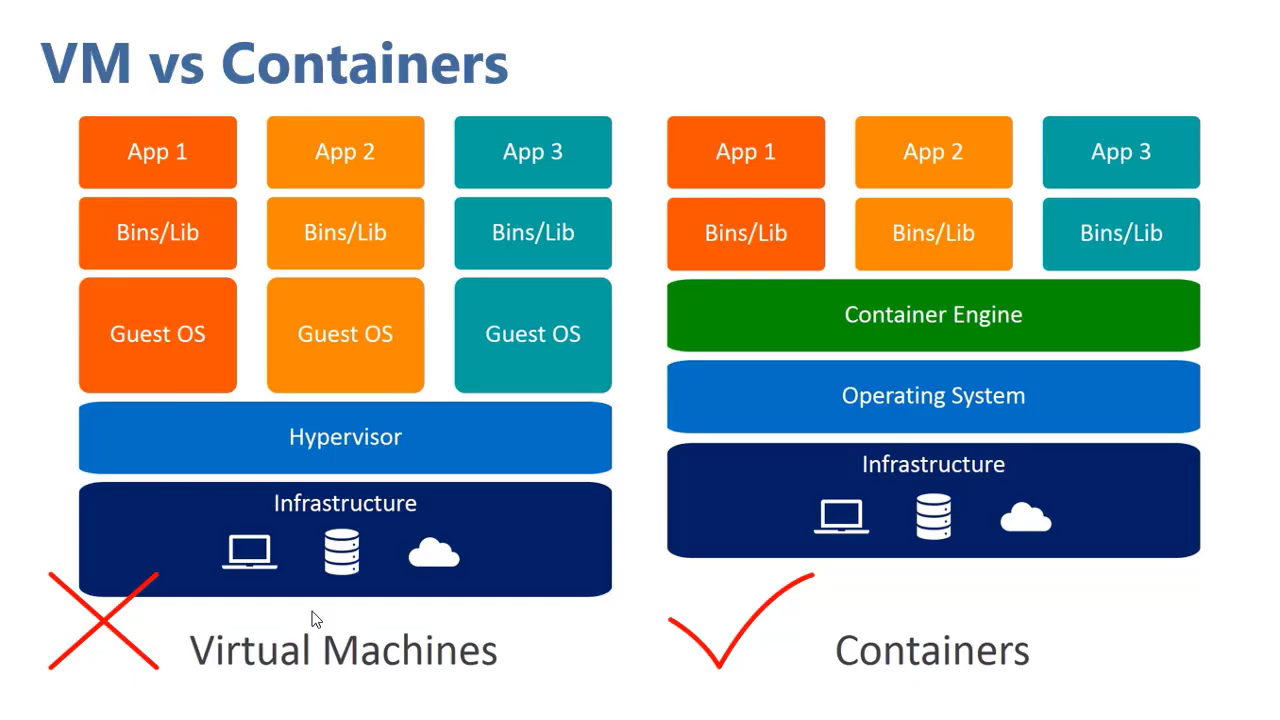 VM vs Containers
App 1
App 2
App 3
Bins/Lib
Bins/Lib
Bins/Lib
Guest OS
Guest OS
Guest OS
Hypervisor
Infrastructure
Virtual Machines
App 1
App 2
App 3
Bins/Lib
Bins/Lib
Bins/Lib
Container Engine
Operating System
Infrastructure
Containers